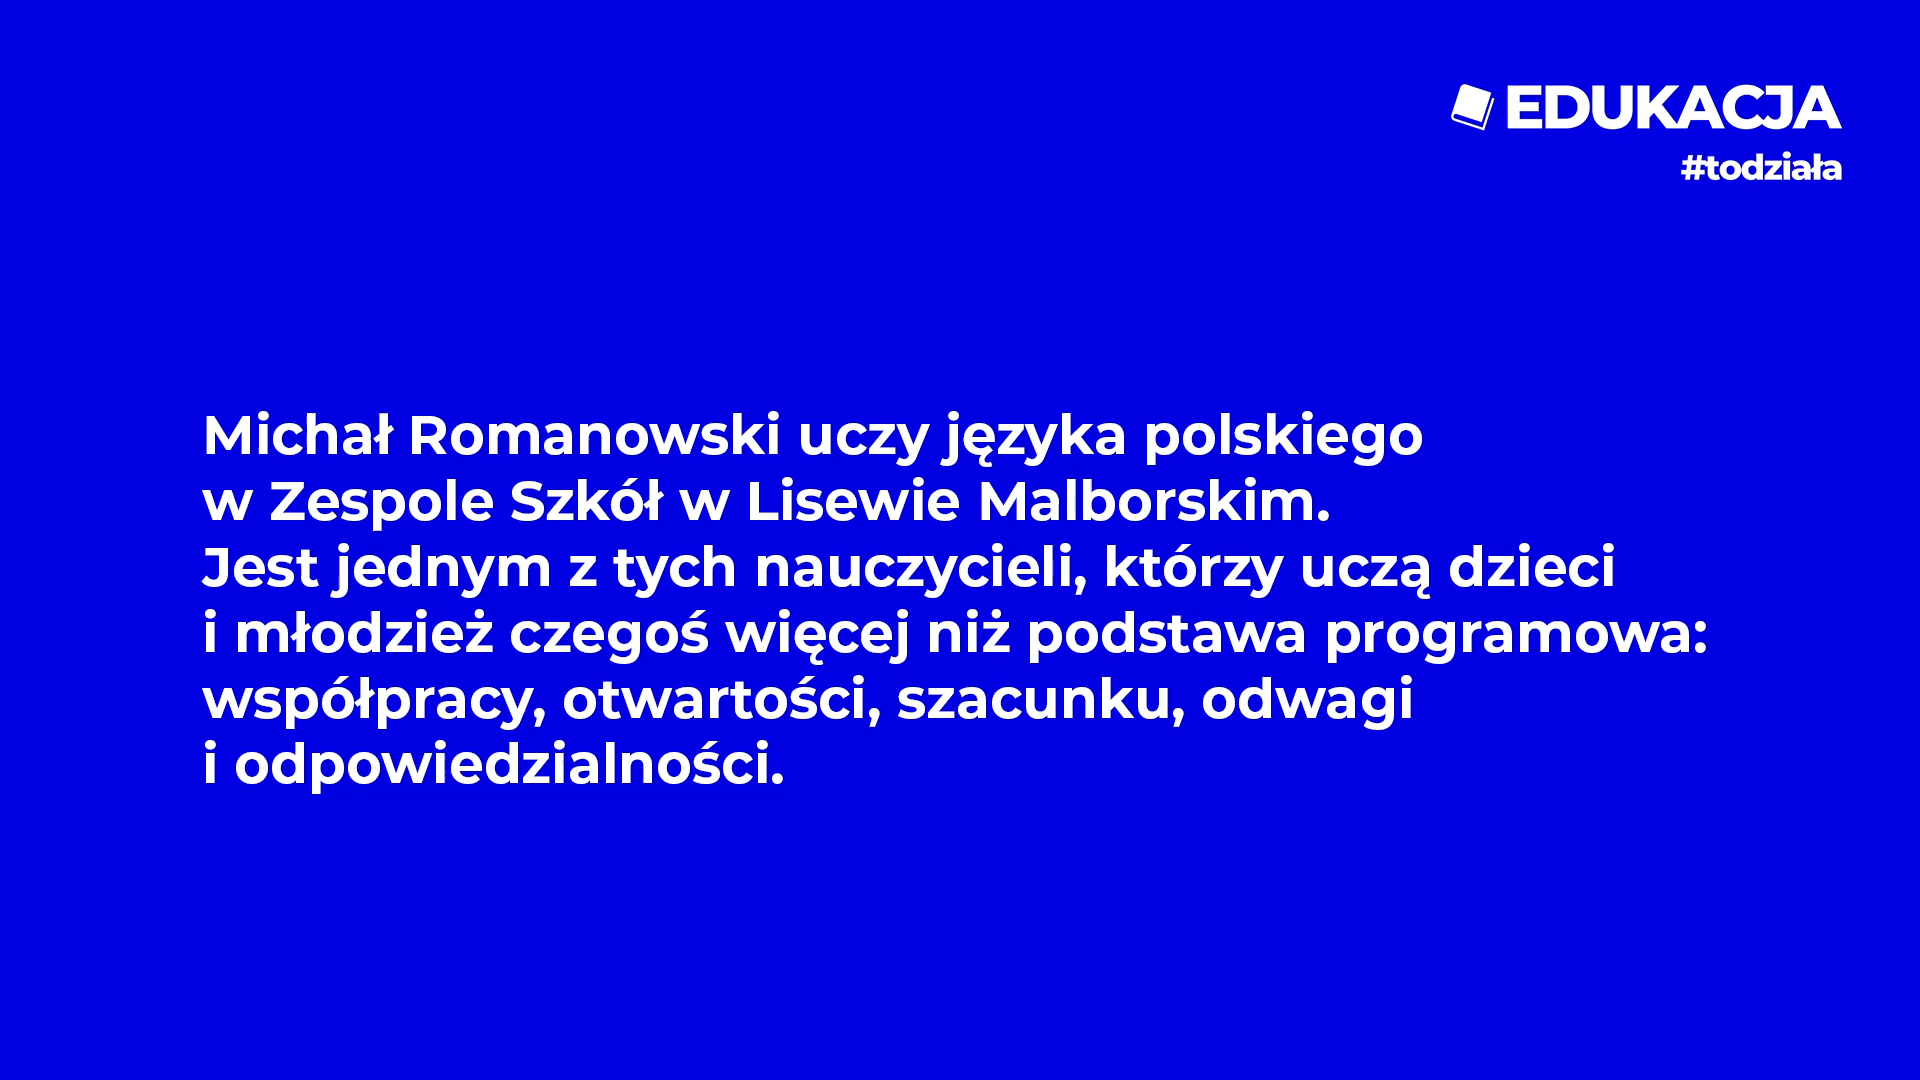 EDUKACJA
#todziała
Michał Romanowski uczy języka polskiego
w Zespole Szkół w Lisewie Malborskim.
Jest jednym z tych nauczycieli, którzy uczą dzieci
i młodzież czegoś więcej niż podstawa programowa:
współpracy, otwartości, szacunku, odwagi
i odpowiedzialności.